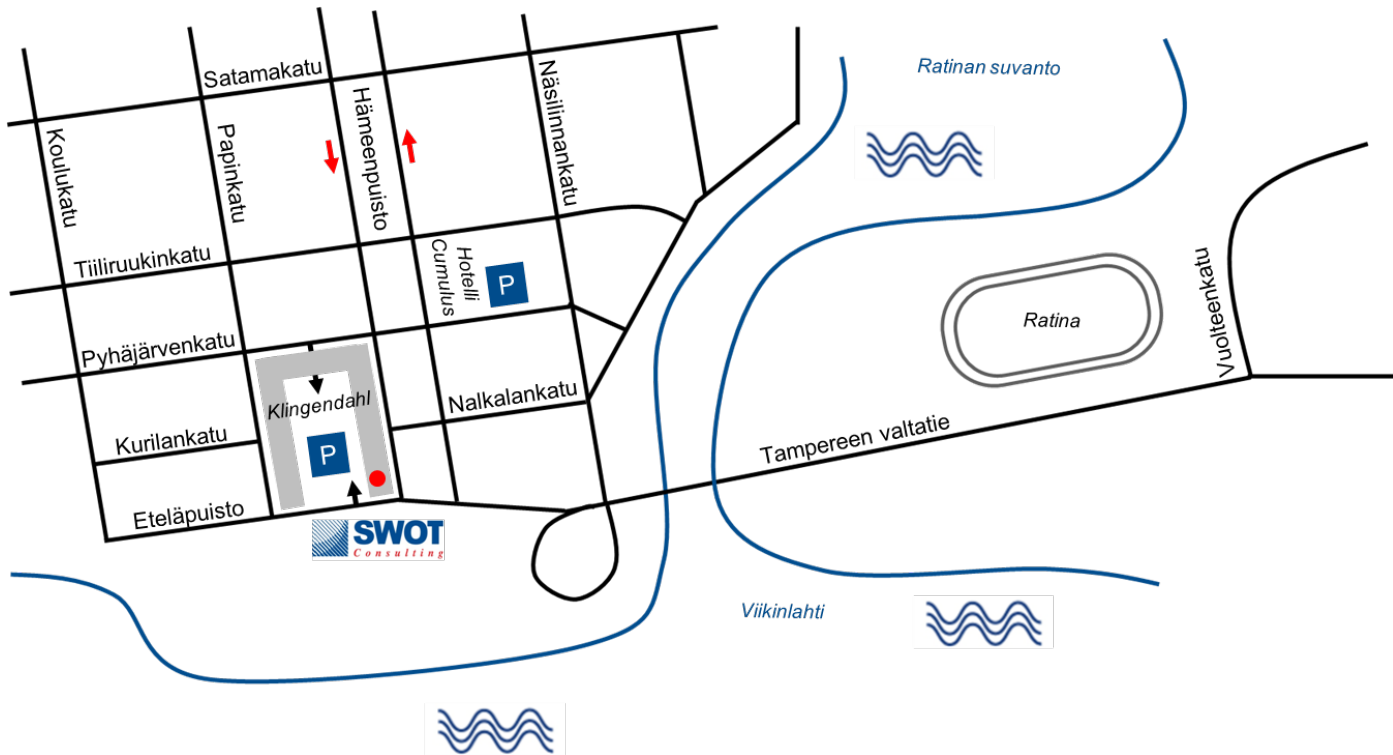 Satamakatu
Ratinan suvanto
Koulukatu
Papinkatu
Hämeenpuisto
Näsilinnankatu
Tiiliruukinkatu
Hotelli
Cumulus
P
Ratina
Vuolteenkatu
Pyhäjärvenkatu
Klingendahl
Nalkalankatu
Kurilankatu
P
Tampereen valtatie
Eteläpuisto
SWOT
Consulting
Viikinlahti